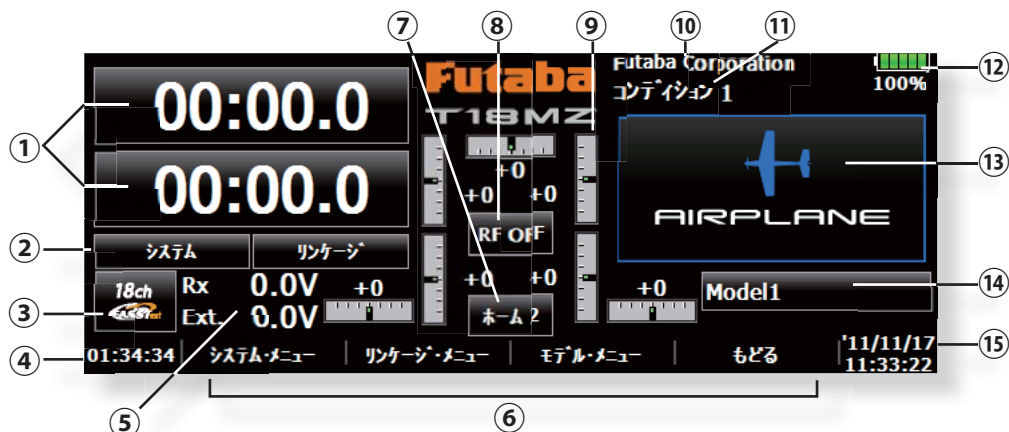 ⑦ ⑧ ⑨ ⑩ ⑪
① 00:00.0
00:00.0
Futaba
T18MZ
Futaba Corporation
コンディション 1
100%
⑫
+0
+0 +0
RF OFF
AIRPLANE
⑬
② システム リンケージ
③ 18ch
Rx 0.0V
Ext. 0.0V
+0
+0 +0
ホーム 2
+0
Model1
⑭
④ 01:34:34 システム・メニュー リンケージ・メニュー モデル・メニュー もどる '11/11/17
11:33:22
⑮
⑤ ⑥